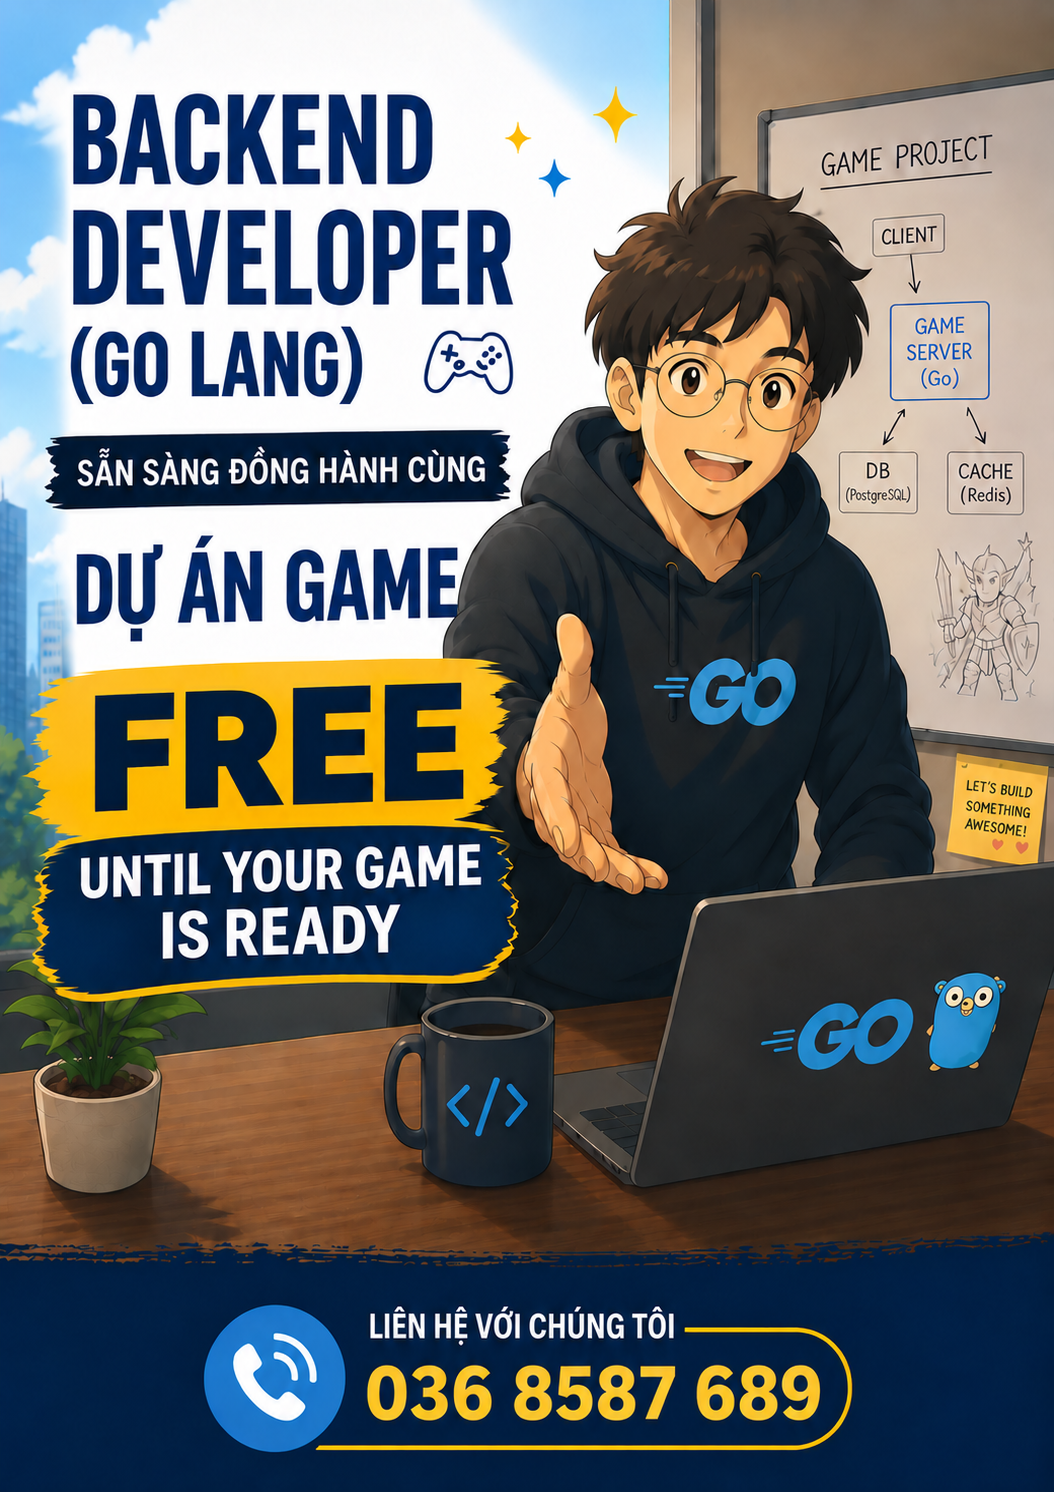 BACKEND
DEVELOPER
(GO LANG)
SẴN SÀNG ĐỒNG HÀNH CÙNG
DỰ ÁN GAME
FREE
UNTIL YOUR GAME
IS READY
GAME PROJECT
CLIENT
GAME
SERVER
(Go)
DB
(PostgreSQL)
CACHE
(Redis)
GO
LET'S BUILD
SOMETHING
AWESOME!
GO
</>
LIÊN HỆ VỚI CHÚNG TÔI
036 8587 689